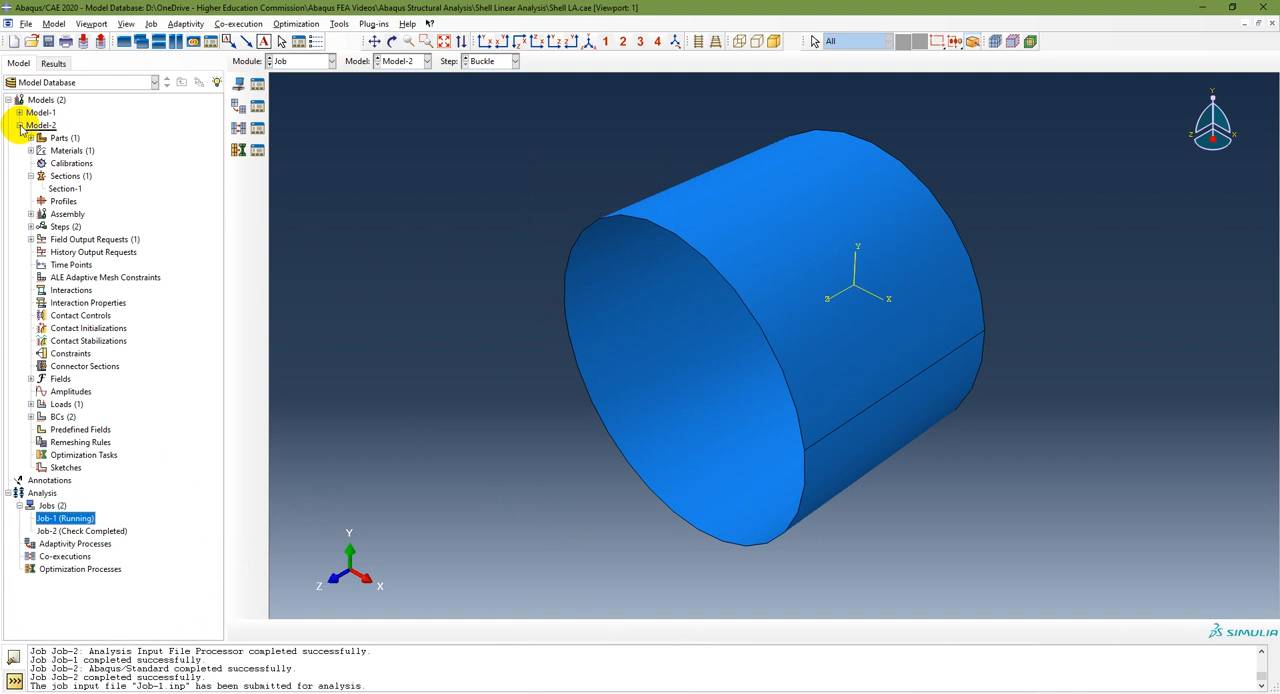 Abaqus/CAE 2020 - Model Database: D:\OneDrive - Higher Education Commission\Abaqus FEA Videos\Abaqus Structural Analysis\Shell Linear Analysis\Shell LA.cae [Viewport: 1]
File Model Viewport View Job Adaptivity Co-execution Optimization Tools Plug-ins Help
1 2 3 4 All
Model Results Module: Job Model: Model-2 Step: Buckle
Model Database
Models (2)
Model-1
Model-2
Parts (1)
Materials (1)
Calibrations
Sections (1)
Section-1
Profiles
Assembly
Steps (2)
Field Output Requests (1)
History Output Requests
Time Points
ALE Adaptive Mesh Constraints
Interactions
Interaction Properties
Contact Controls
Contact Initializations
Contact Stabilizations
Constraints
Connector Sections
Fields
Amplitudes
Loads (1)
BCs (2)
Predefined Fields
Remeshing Rules
Optimization Tasks
Sketches
Annotations
Analysis
Jobs (2)
Job-1 (Running)
Job-2 (Check Completed)
Adaptivity Processes
Co-executions
Optimization Processes
Y
Z X
Y
Z X
Y
Z X
SIMULIA
Job Job-2: Analysis Input File Processor completed successfully.
Job Job-1 completed successfully.
Job Job-2: Abaqus/Standard completed successfully.
Job Job-2 completed successfully.
The job input file "Job-1.inp" has been submitted for analysis.